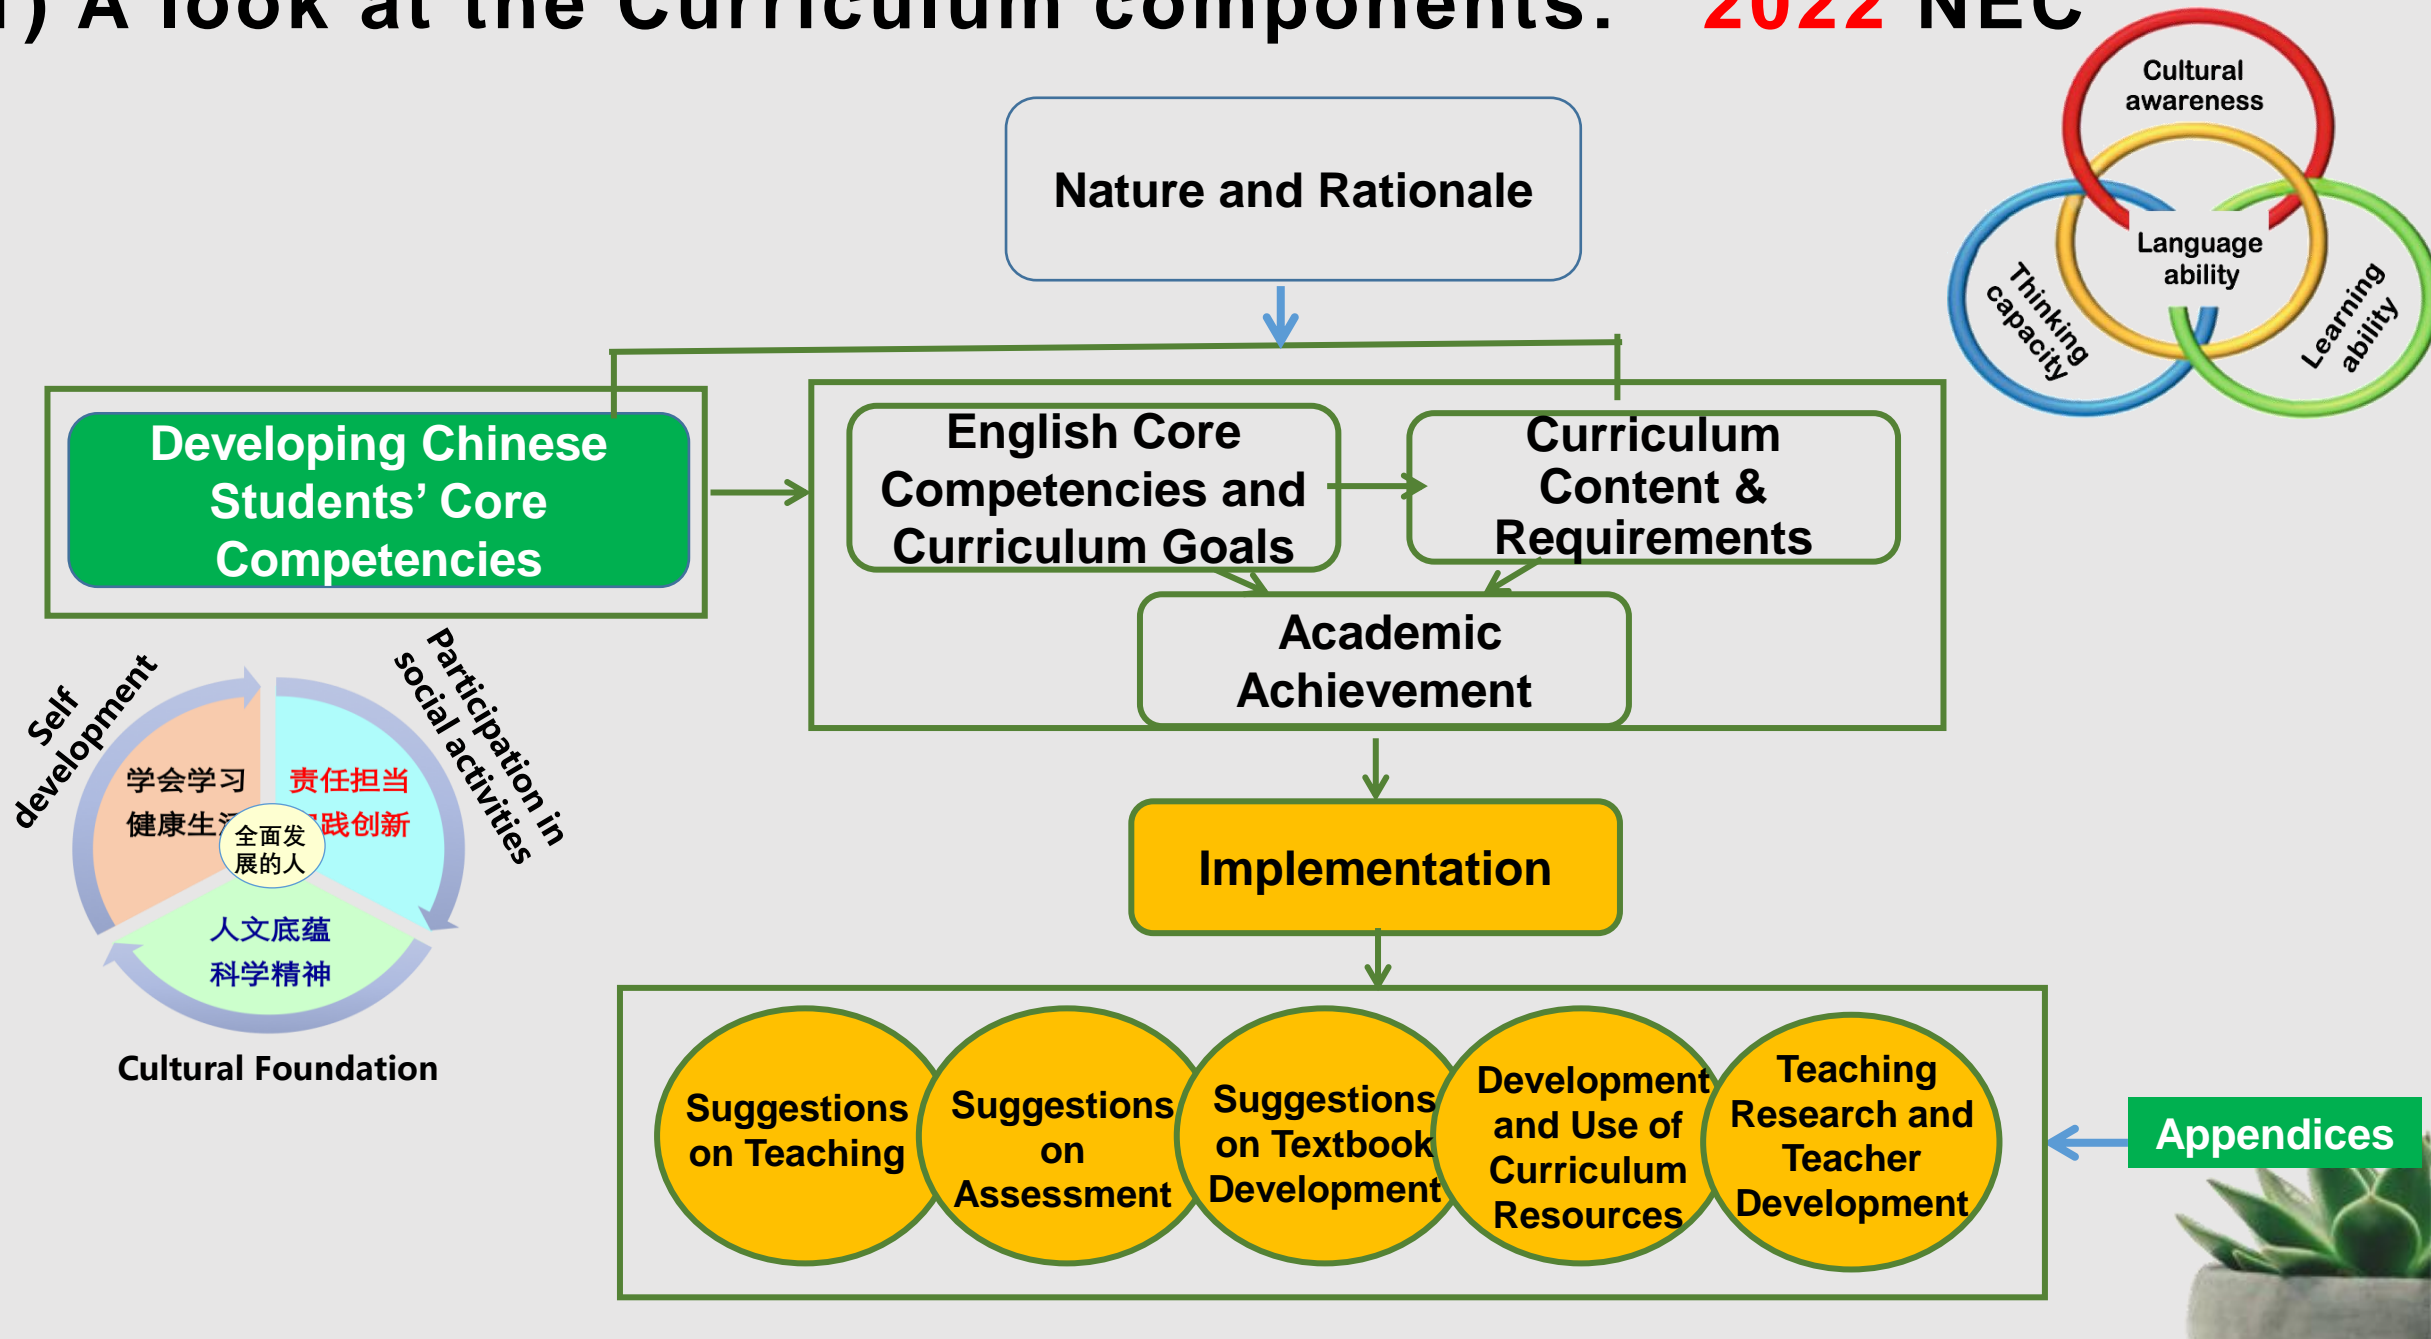 1) A look at the Curriculum components: 2022 NEC
Cultural
awareness
Language
ability
Thinking
capacity
Learning
ability
Nature and Rationale
Developing Chinese
Students’ Core
Competencies
English Core
Competencies and
Curriculum Goals
Curriculum
Content &
Requirements
Academic
Achievement
Self
development
Participation in
social activities
学会学习
健康生
责任担当
践创新
全面发
展的人
人文底蕴
科学精神
Cultural Foundation
Implementation
Suggestions
on Teaching
Suggestions
on
Assessment
Suggestions
on Textbook
Development
Development
and Use of
Curriculum
Resources
Teaching
Research and
Teacher
Development
Appendices